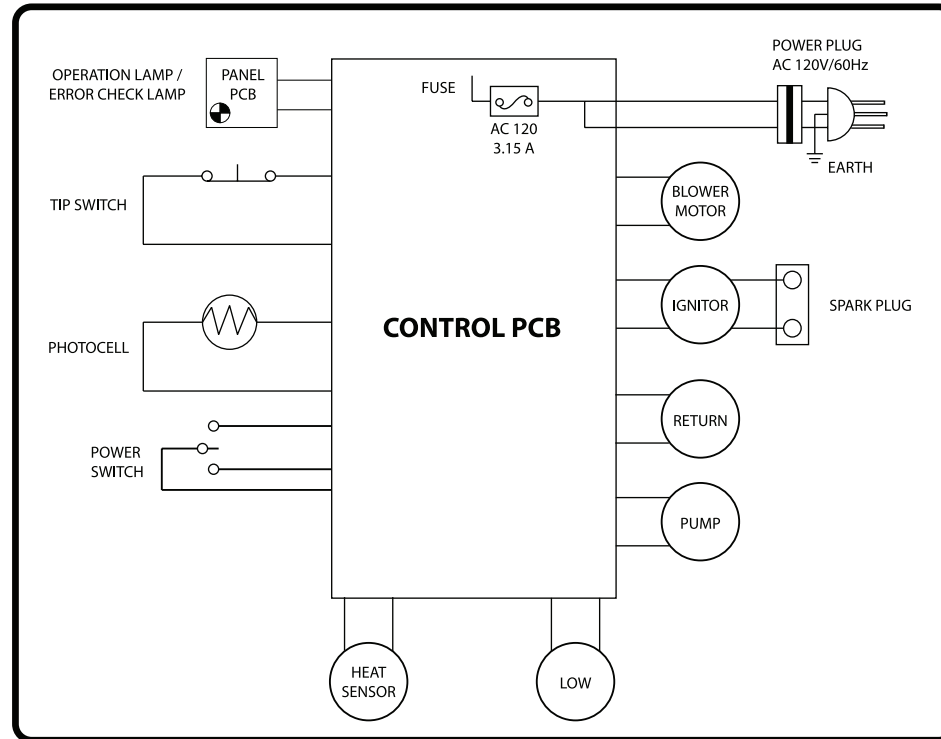 POWER PLUG
AC 120V/60Hz
OPERATION LAMP /
ERROR CHECK LAMP
PANEL
PCB
FUSE
AC 120
3.15 A
EARTH
TIP SWITCH
BLOWER
MOTOR
IGNITOR
SPARK PLUG
CONTROL PCB
PHOTOCELL
RETURN
POWER
SWITCH
PUMP
HEAT
SENSOR
LOW